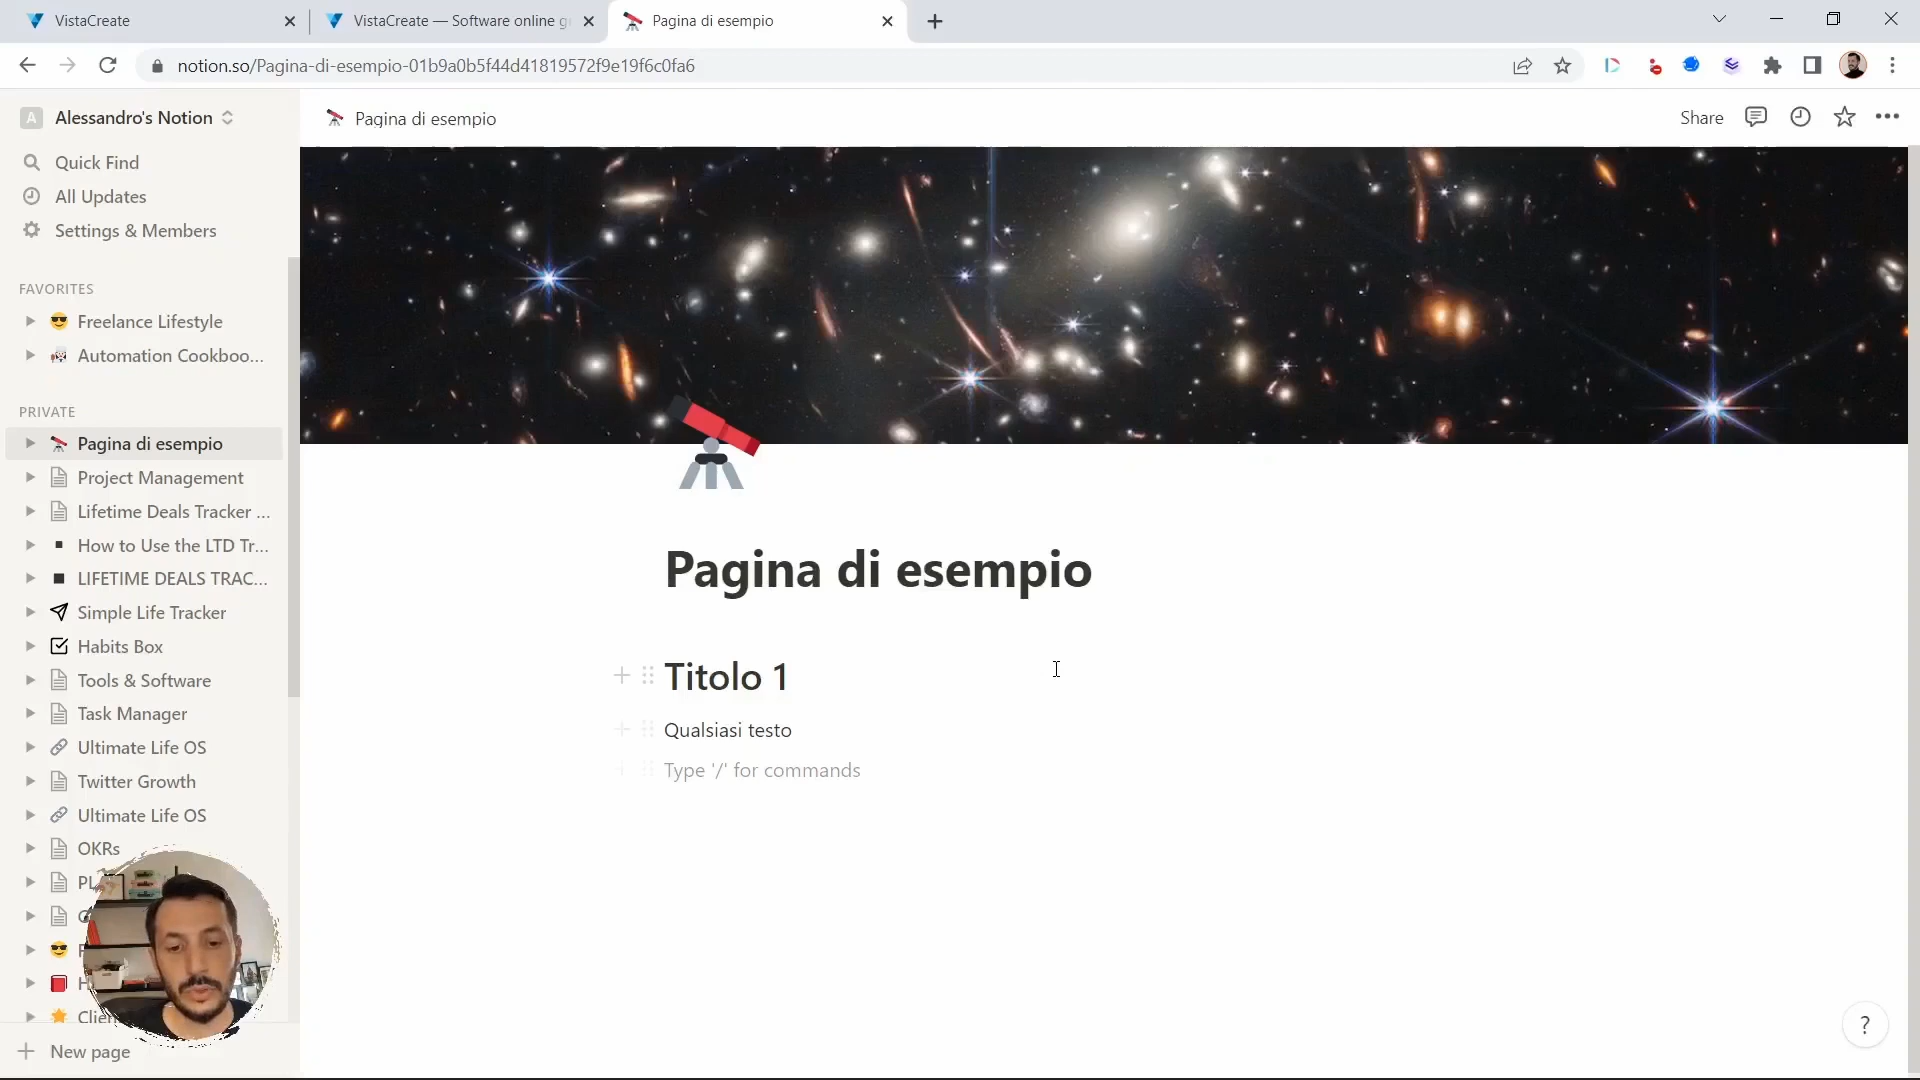 VistaCreate
VistaCreate — Software online g
Pagina di esempio
notion.so/Pagina-di-esempio-01b9a0b5f44d41819572f9e19f6c0fa6
A Alessandro's Notion
Pagina di esempio
Share
Quick Find
All Updates
Settings & Members
FAVORITES
Freelance Lifestyle
Automation Cookboo...
PRIVATE
Pagina di esempio
Project Management
Lifetime Deals Tracker ...
How to Use the LTD Tr...
LIFETIME DEALS TRAC...
Simple Life Tracker
Habits Box
Tools & Software
Task Manager
Ultimate Life OS
Twitter Growth
Ultimate Life OS
OKRs
PL
Clien
New page
Pagina di esempio
Titolo 1
Qualsiasi testo
Type '/' for commands
?